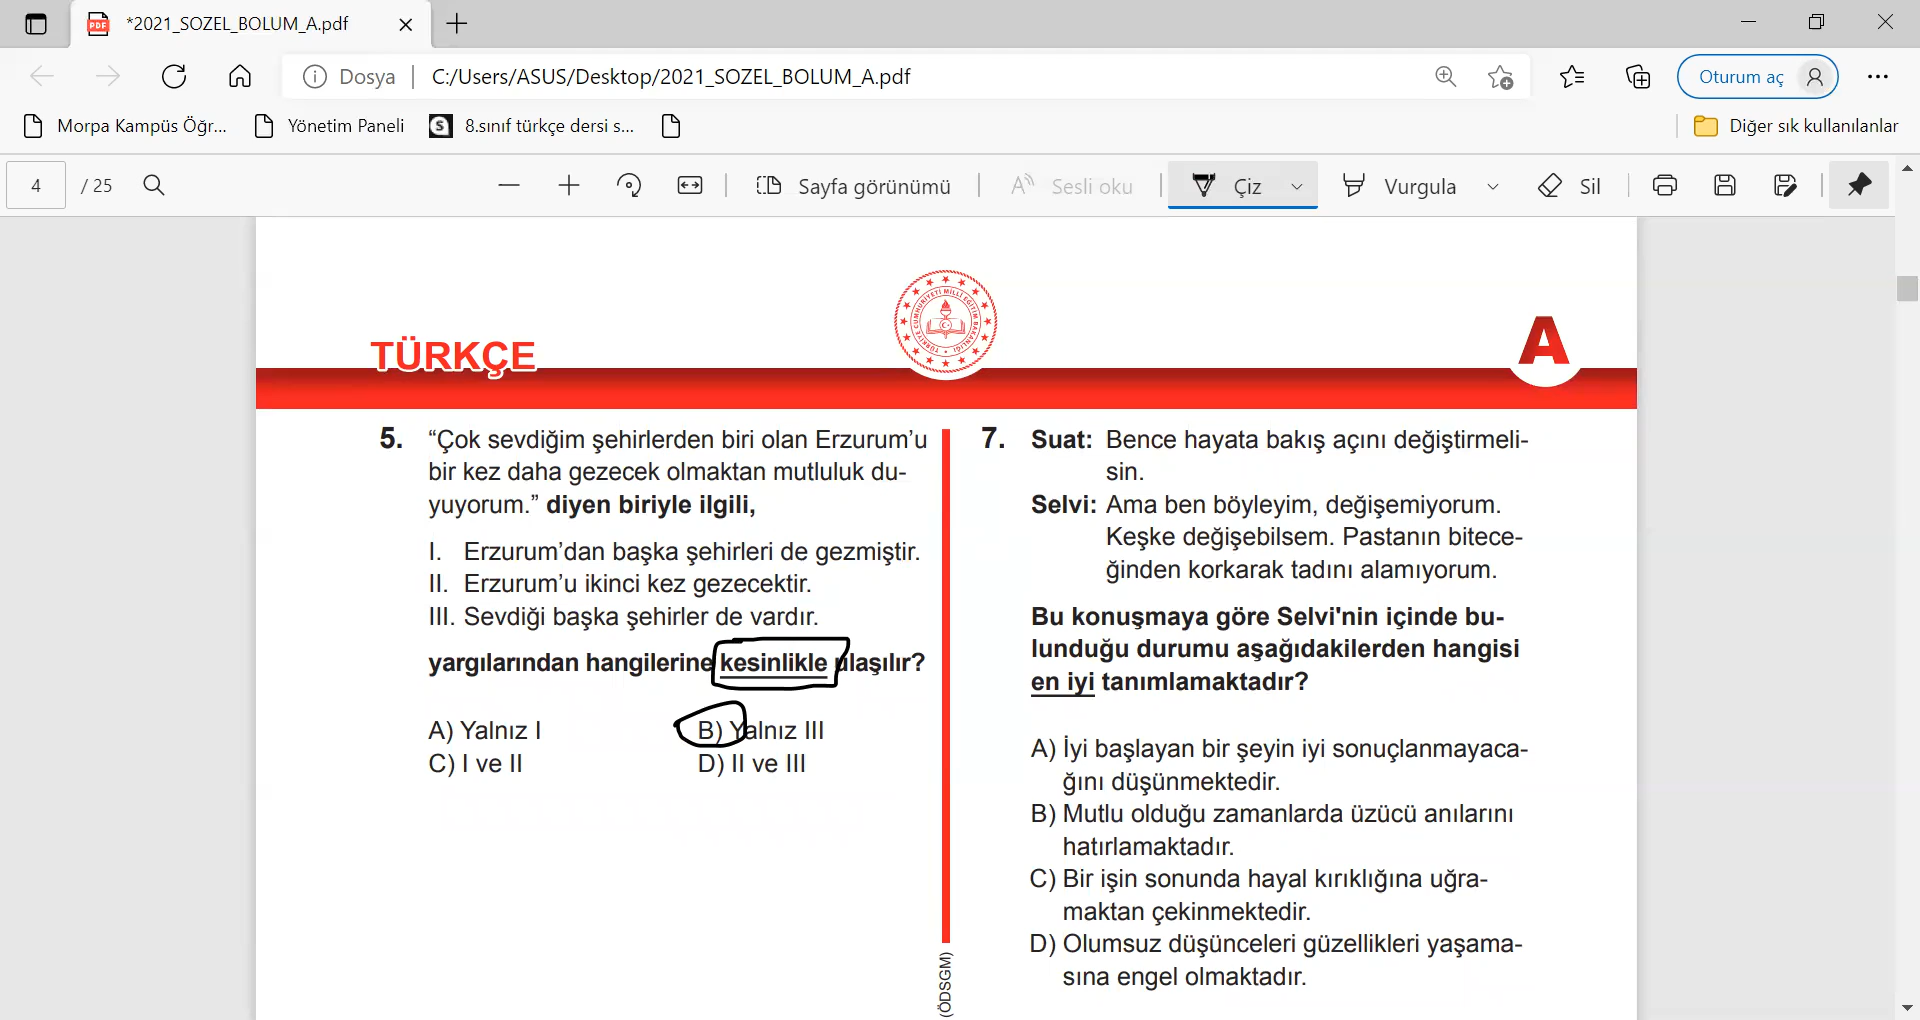 *2021_SOZEL_BOLUM_A.pdf
Dosya
C:/Users/ASUS/Desktop/2021_SOZEL_BOLUM_A.pdf
Oturum aç
Morpa Kampüs Öğr...
Yönetim Paneli
8.sınıf türkçe dersi s...
Diğer sık kullanılanlar
4 / 25
Sayfa görünümü
Sesli oku
Çiz
Vurgula
Sil
TÜRKÇE
A
5. “Çok sevdiğim şehirlerden biri olan Erzurum’u
bir kez daha gezecek olmaktan mutluluk du-
yuyorum.” diyen biriyle ilgili,
I. Erzurum’dan başka şehirleri de gezmiştir.
II. Erzurum’u ikinci kez gezecektir.
III. Sevdiği başka şehirler de vardır.
yargılarından hangilerine kesinlikle ulaşılır?
A) Yalnız I B) Yalnız III
C) I ve II D) II ve III
(ÖDSGM)
7. Suat: Bence hayata bakış açını değiştirmeli-
sin.
Selvi: Ama ben böyleyim, değişemiyorum.
Keşke değişebilsem. Pastanın bitece-
ğinden korkarak tadını alamıyorum.
Bu konuşmaya göre Selvi'nin içinde bu-
lunduğu durumu aşağıdakilerden hangisi
en iyi tanımlamaktadır?
A) İyi başlayan bir şeyin iyi sonuçlanmayaca-
ğını düşünmektedir.
B) Mutlu olduğu zamanlarda üzücü anılarını
hatırlamaktadır.
C) Bir işin sonunda hayal kırıklığına uğra-
maktan çekinmektedir.
D) Olumsuz düşünceleri güzellikleri yaşama-
sına engel olmaktadır.